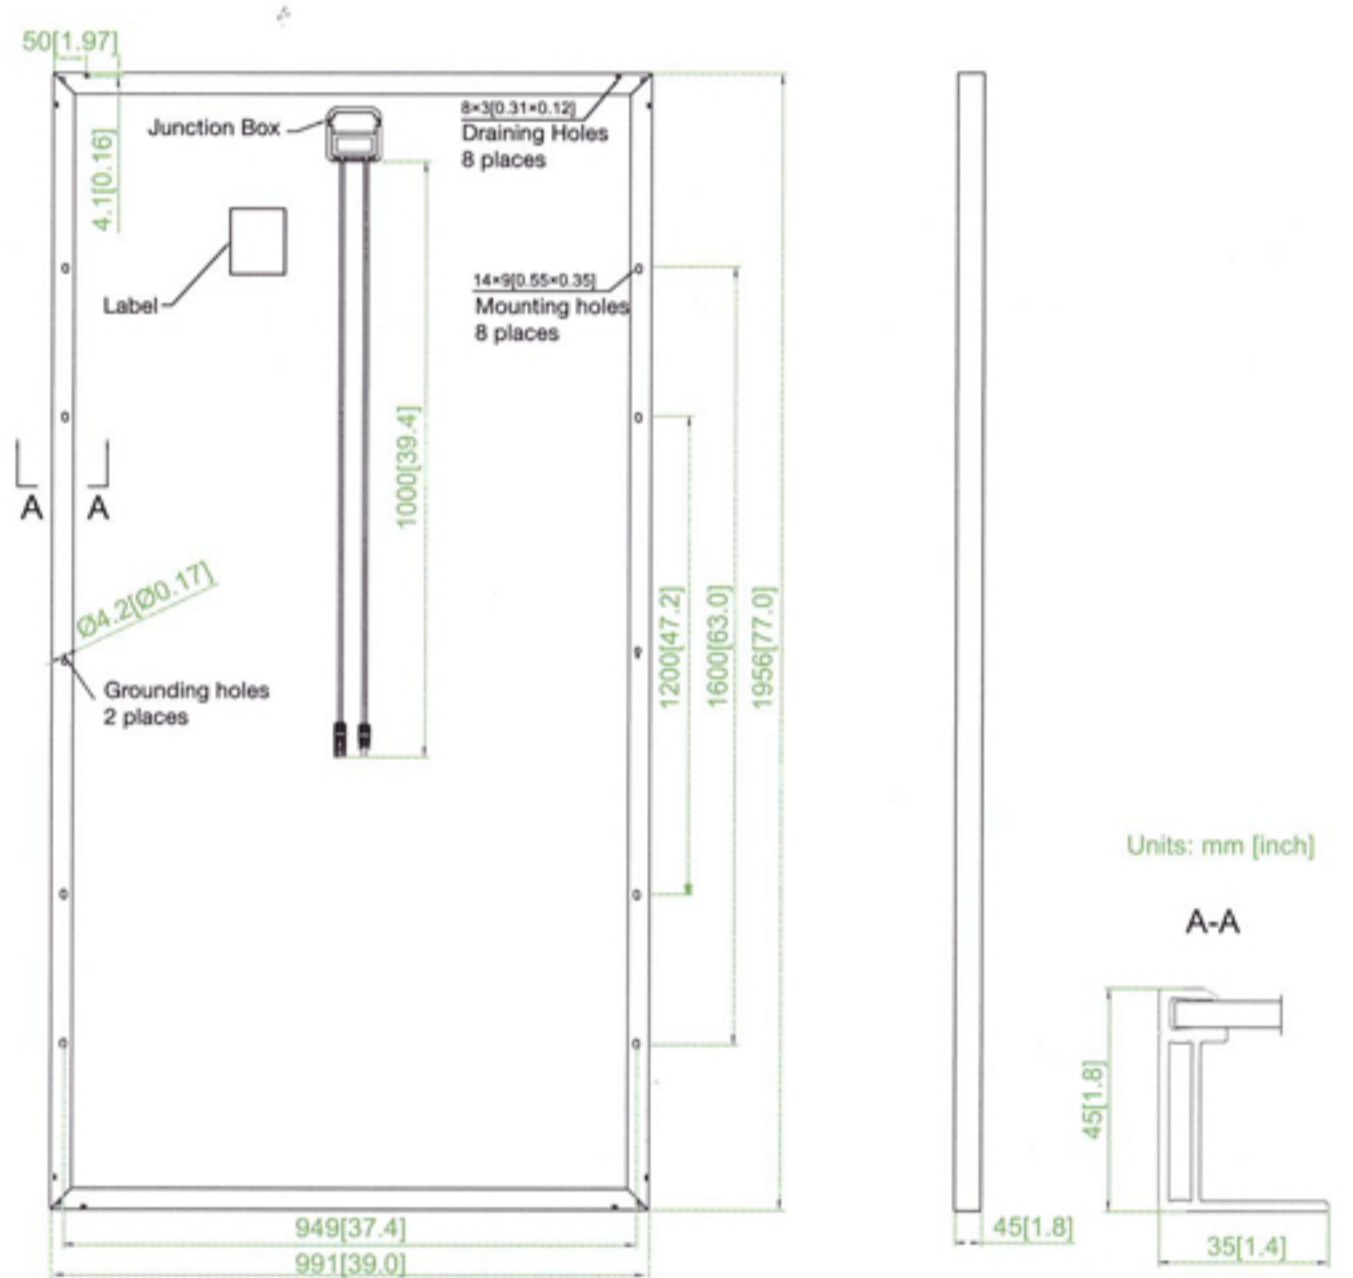 50[1.97]
4.1[0.16]
Junction Box
8×3[0.31×0.12]
Draining Holes
8 places
Label
14×9[0.55×0.35]
Mounting holes
8 places
1000[39.4]
A A
Ø4.2[Ø0.17]
Grounding holes
2 places
1200[47.2]
1600[63.0]
1956[77.0]
949[37.4]
991[39.0]
45[1.8]
Units: mm [inch]
A-A
45[1.8]
35[1.4]